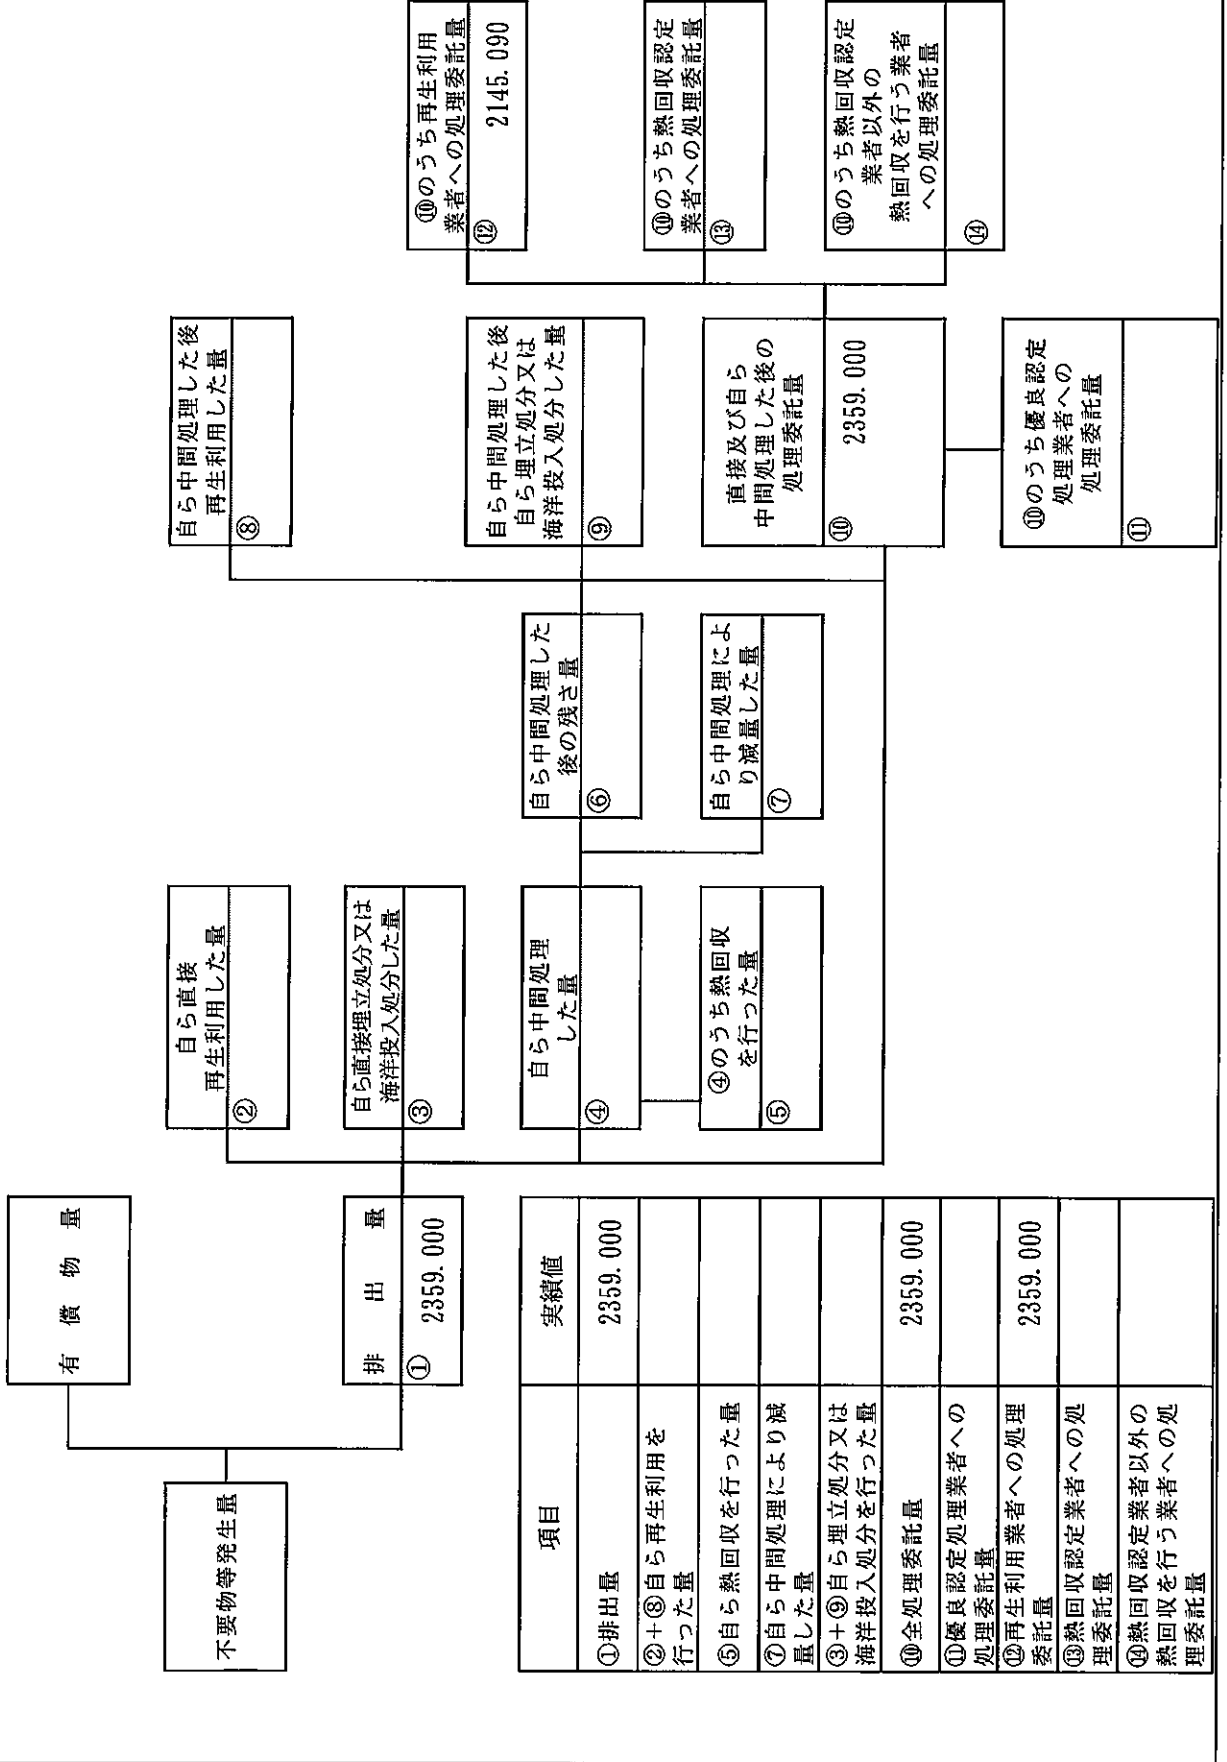 不要物等発生量
有償物量
排出量
① 2359.000
自ら直接
再生利用した量
②
自ら直接埋立処分又は
海洋投入処分した量
③
自ら中間処理
した量
④
④のうち熱回収
を行った量
⑤
自ら中間処理した
後の残さ量
⑥
自ら中間処理によ
り減量した量
⑦
自ら中間処理した後
再生利用した量
⑧
自ら中間処理した後
自ら埋立処分又は
海洋投入処分した量
⑨
直接及び自ら
中間処理した後の
処理委託量
⑩ 2359.000
⑩のうち優良認定
処理業者への
処理委託量
⑪
⑩のうち再生利用
業者への処理委託量
⑫ 2145.090
⑩のうち熱回収認定
業者への処理委託量
⑬
⑩のうち熱回収認定
業者以外の
熱回収を行う業者
への処理委託量
⑭
項目 実績値
①排出量 2359.000
②+⑧自ら再生利用を
行った量
⑤自ら熱回収を行った量
⑦自ら中間処理により減
量した量
③+⑨自ら埋立処分又は
海洋投入処分を行った量
⑩全処理委託量 2359.000
⑪優良認定処理業者への
処理委託量
⑫再生利用業者への処理
委託量 2359.000
⑬熱回収認定業者への処
理委託量
⑭熱回収認定業者以外の
熱回収を行う業者への処
理委託量